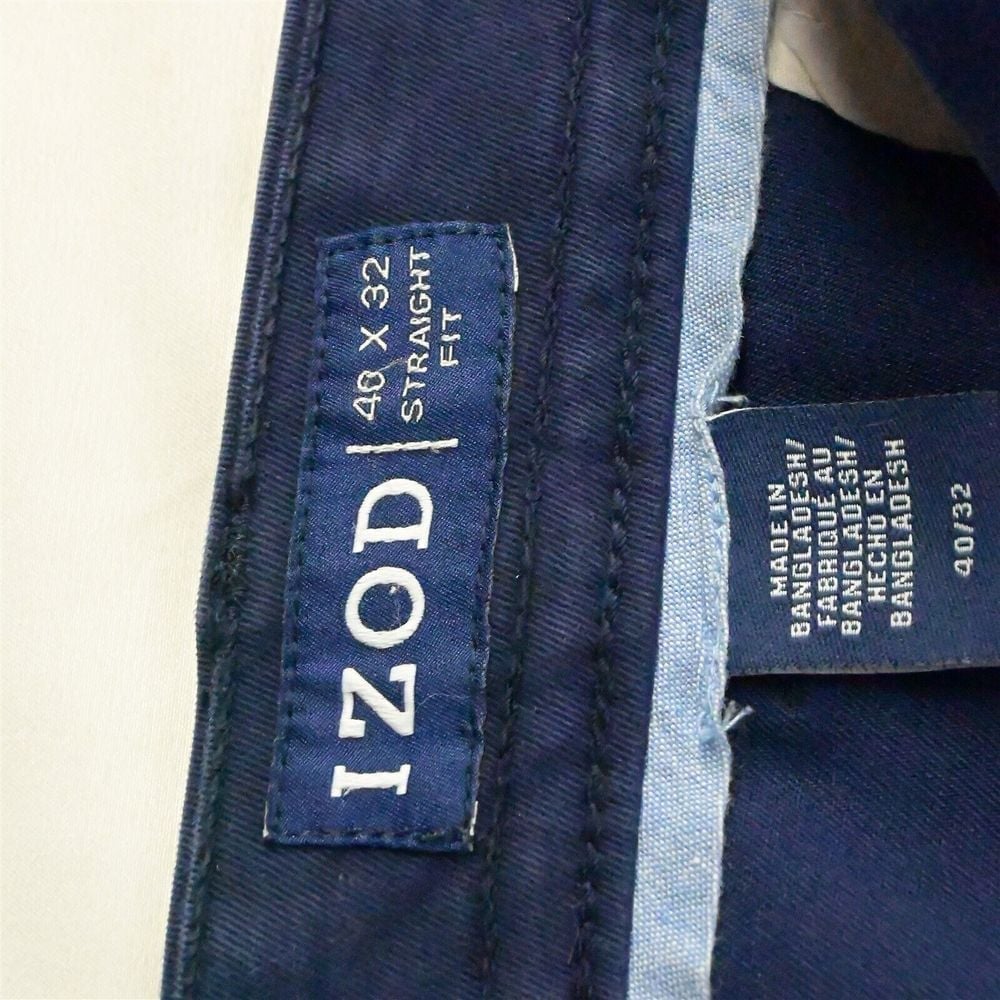 IZOD
40 X 32
STRAIGHT
FIT
MADE IN
BANGLADESH/
FABRIQUÉ AU
BANGLADESH/
HECHO EN
BANGLADESH
40/32